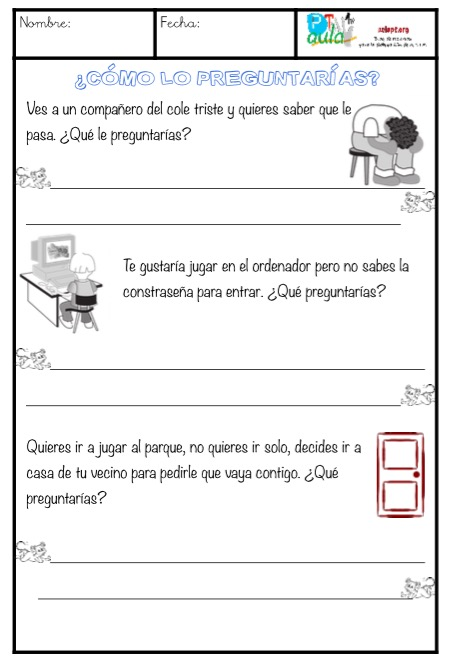 Nombre:
Fecha:
PT
aula
aulapt.org
¿CÓMO LO PREGUNTARÍAS?
Ves a un compañero del cole triste y quieres saber que le
pasa. ¿Qué le preguntarías?
Te gustaría jugar en el ordenador pero no sabes la
constraseña para entrar. ¿Qué preguntarías?
Quieres ir a jugar al parque, no quieres ir solo, decides ir a
casa de tu vecino para pedirle que vaya contigo. ¿Qué
preguntarías?